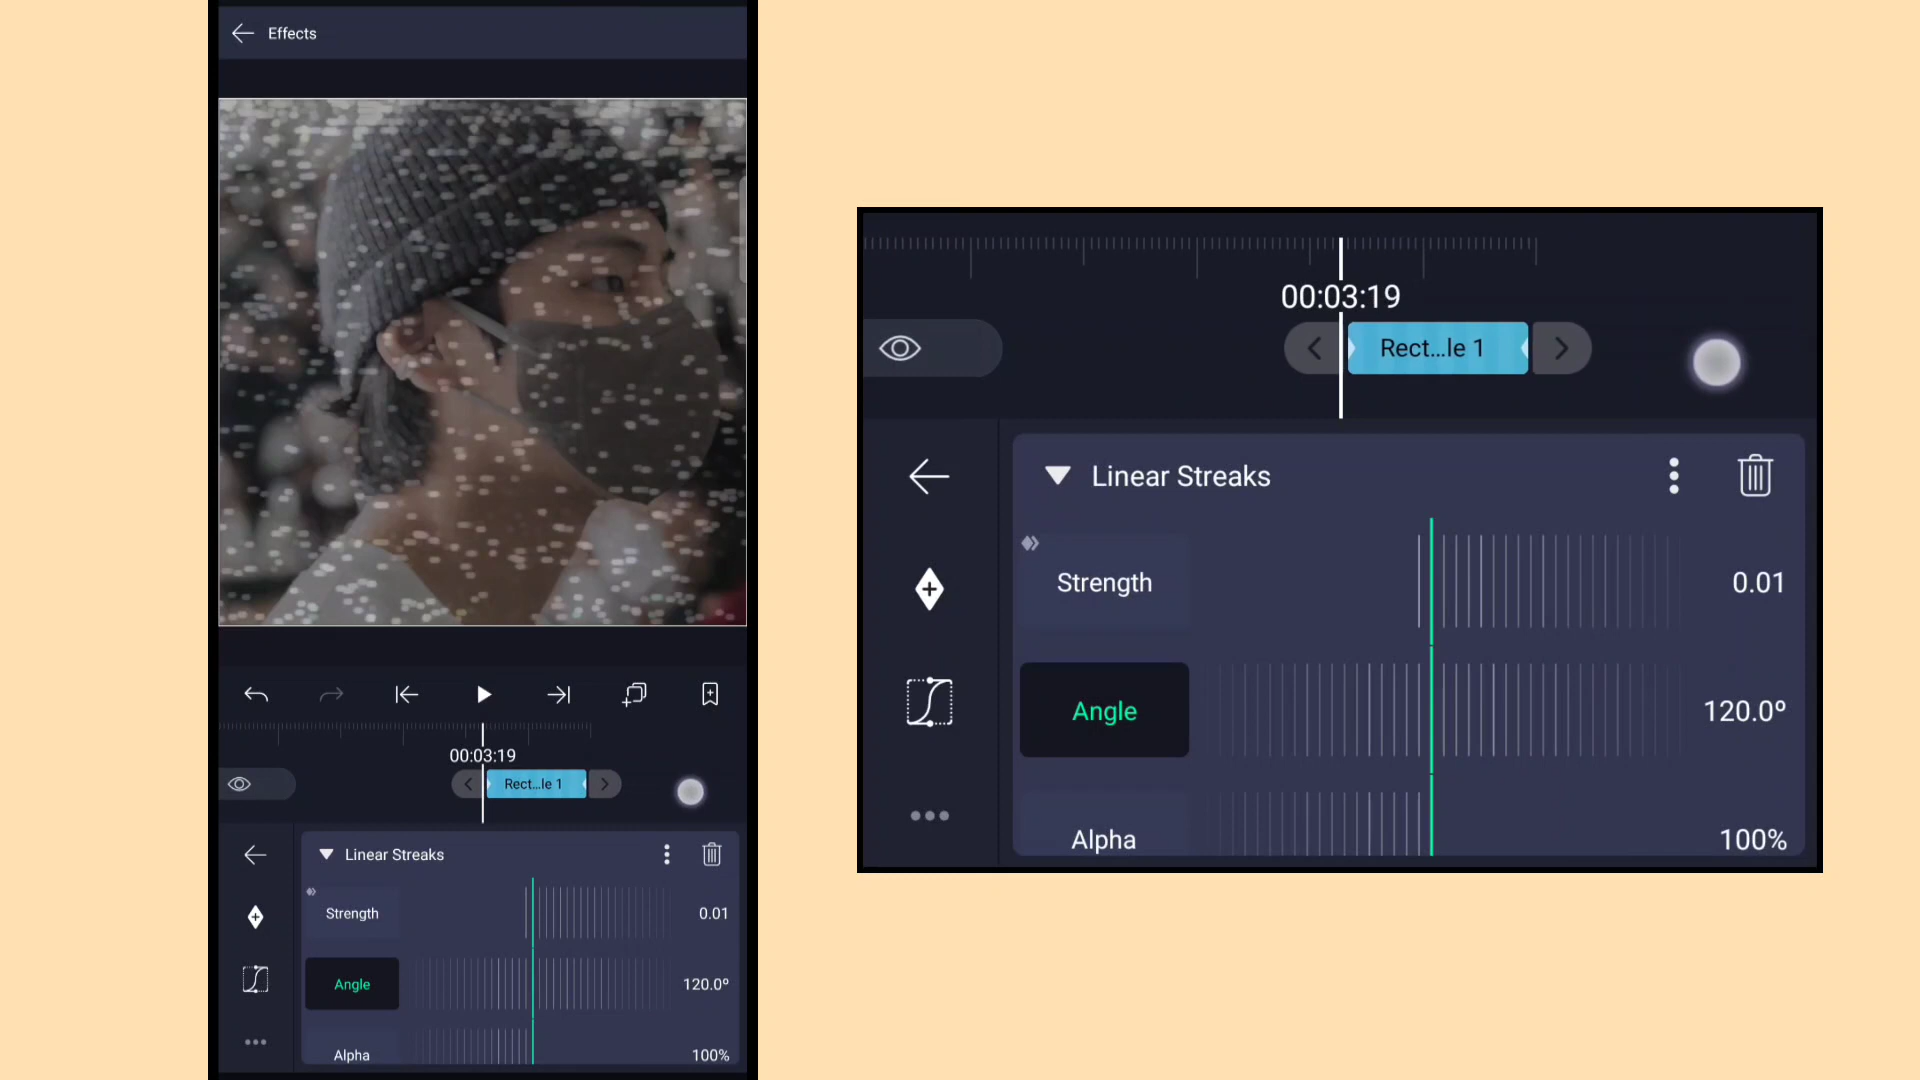 Effects
00:03:19
Rect...le 1
Linear Streaks
Strength
0.01
Angle
120.0º
Alpha
100%
00:03:19
Rect...le 1
Linear Streaks
Strength
0.01
Angle
120.0º
Alpha
100%